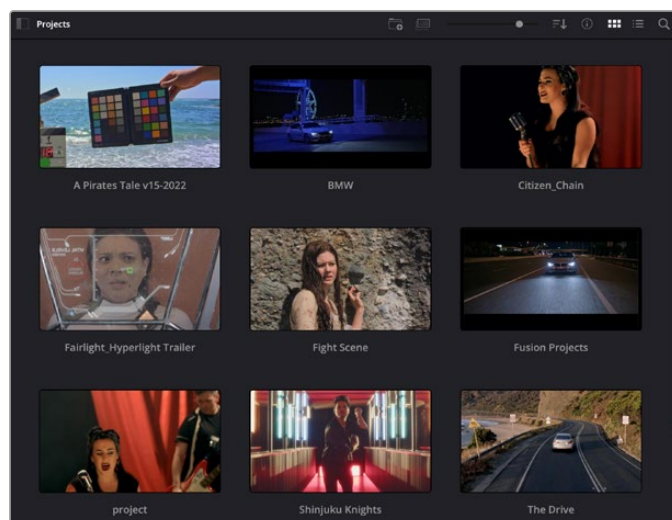 Projects
A Pirates Tale v15-2022
BMW
Citizen_Chain
Fairlight_Hyperlight Trailer
Fight Scene
Fusion Projects
project
Shinjuku Knights
The Drive